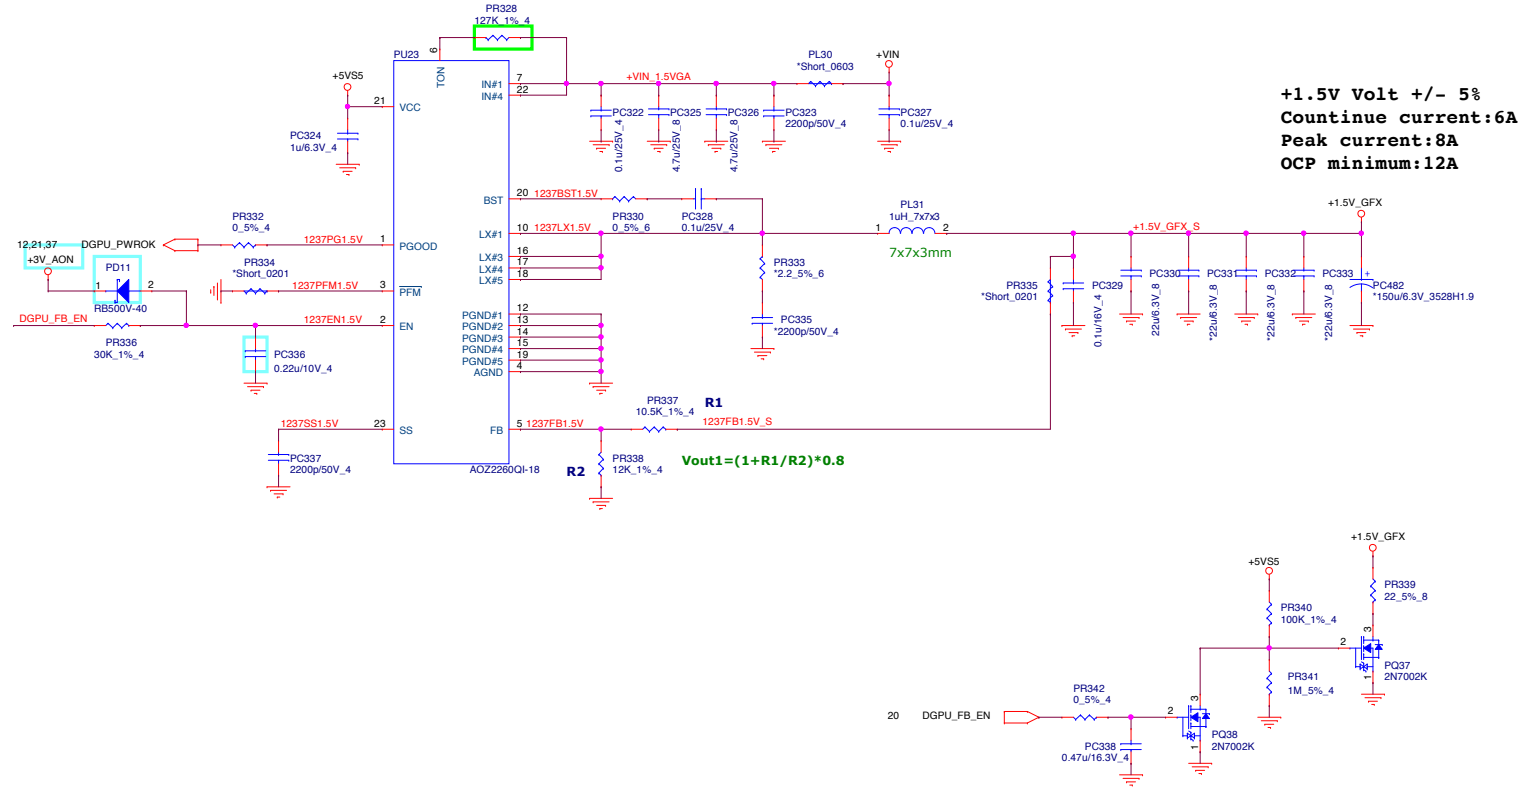 PR328
127K_1%_4
PU23
6
TON
+5VS5
21
VCC
PC324
1u/6.3V_4
7
IN#1
22
IN#4
+VIN_1.5VGA
PL30
*Short_0603
+VIN
PC322
0.1u/25V_4
PC325
4.7u/25V_8
PC326
4.7u/25V_8
PC323
2200p/50V_4
PC327
0.1u/25V_4
+1.5V Volt +/- 5%
Countinue current:6A
Peak current:8A
OCP minimum:12A
BST
20
1237BST1.5V
PR330
0_5%_6
PC328
0.1u/25V_4
LX#1
10
1237LX1.5V
LX#3
16
LX#4
17
LX#5
18
PL31
1uH_7x7x3
1
2
7x7x3mm
+1.5V_GFX_S
+1.5V_GFX
PR333
*2.2_5%_6
PC335
*2200p/50V_4
PR335
*Short_0201
PC329
0.1u/16V_4
PC330
22u/6.3V_8
PC331
*22u/6.3V_8
PC332
*22u/6.3V_8
PC333
*22u/6.3V_8
+
PC482
*150u/6.3V_3528H1.9
PR332
0_5%_4
1237PG1.5V
1
PGOOD
12,21,37
DGPU_PWROK
+3V_AON
PR334
*Short_0201
1237PFM1.5V
3
PFM
PD11
1
2
RB500V-40
DGPU_FB_EN
PR336
30K_1%_4
1237EN1.5V
2
EN
PC336
0.22u/10V_4
PGND#1
12
PGND#2
13
PGND#3
14
PGND#4
15
PGND#5
19
AGND
4
1237SS1.5V
23
SS
PC337
2200p/50V_4
FB
5
1237FB1.5V
PR337
10.5K_1%_4
R1
1237FB1.5V_S
AOZ2260QI-18
R2
PR338
12K_1%_4
Vout1=(1+R1/R2)*0.8
+1.5V_GFX
+5VS5
PR339
22_5%_8
PR340
100K_1%_4
2
3
1
PQ37
2N7002K
PR341
1M_5%_4
20
DGPU_FB_EN
PR342
0_5%_4
2
3
1
PQ38
2N7002K
PC338
0.47u/16.3V_4